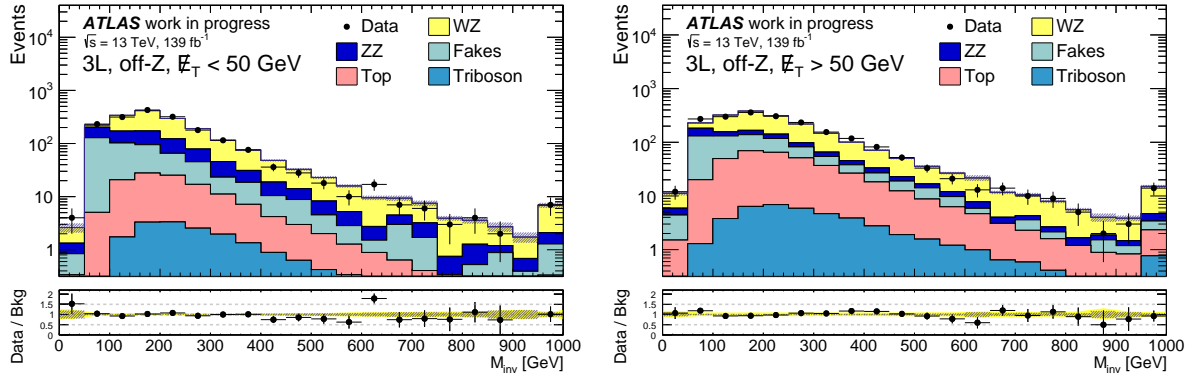 Events
10⁴
10³
10²
10
1
ATLAS work in progress
√s = 13 TeV, 139 fb⁻¹
3L, off-Z, E̸_T < 50 GeV
Data
WZ
ZZ
Fakes
Top
Triboson
Data / Bkg
2
1.5
1
0.5
0
0 100 200 300 400 500 600 700 800 900 1000
M_inv [GeV]
Events
10⁴
10³
10²
10
1
ATLAS work in progress
√s = 13 TeV, 139 fb⁻¹
3L, off-Z, E̸_T > 50 GeV
Data
WZ
ZZ
Fakes
Top
Triboson
Data / Bkg
2
1.5
1
0.5
0
0 100 200 300 400 500 600 700 800 900 1000
M_inv [GeV]